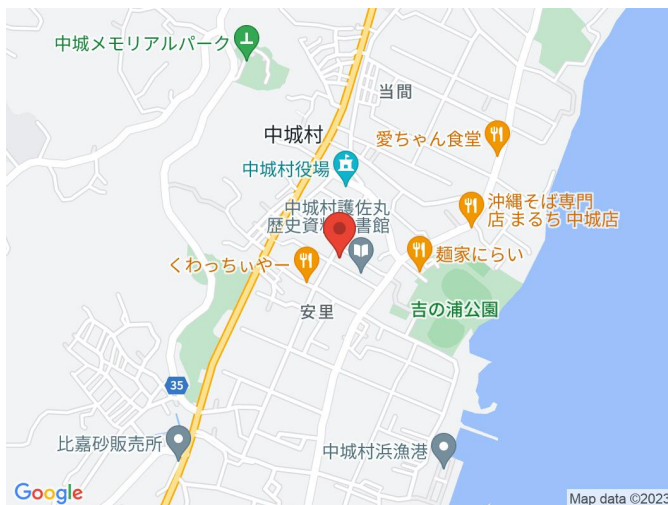 中城メモリアルパーク
当間
中城村
愛ちゃん食堂
中城村役場
沖縄そば専門
店 まるち 中城店
中城村護佐丸
歴史資料図書館
麺家にらい
くわっちぃやー
安里
吉の浦公園
35
比嘉砂販売所
中城村浜漁港
Google
Map data ©2023